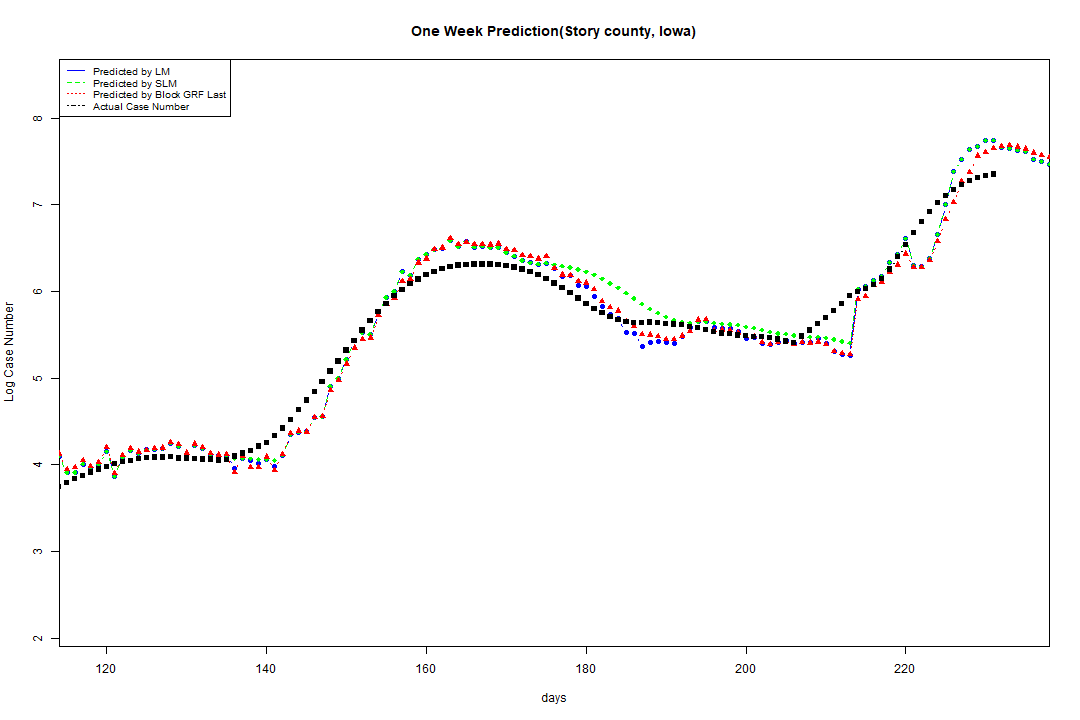 One Week Prediction(Story county, Iowa)
Predicted by LM
Predicted by SLM
Predicted by Block GRF Last
Actual Case Number
8
7
6
5
4
3
2
Log Case Number
120 140 160 180 200 220
days